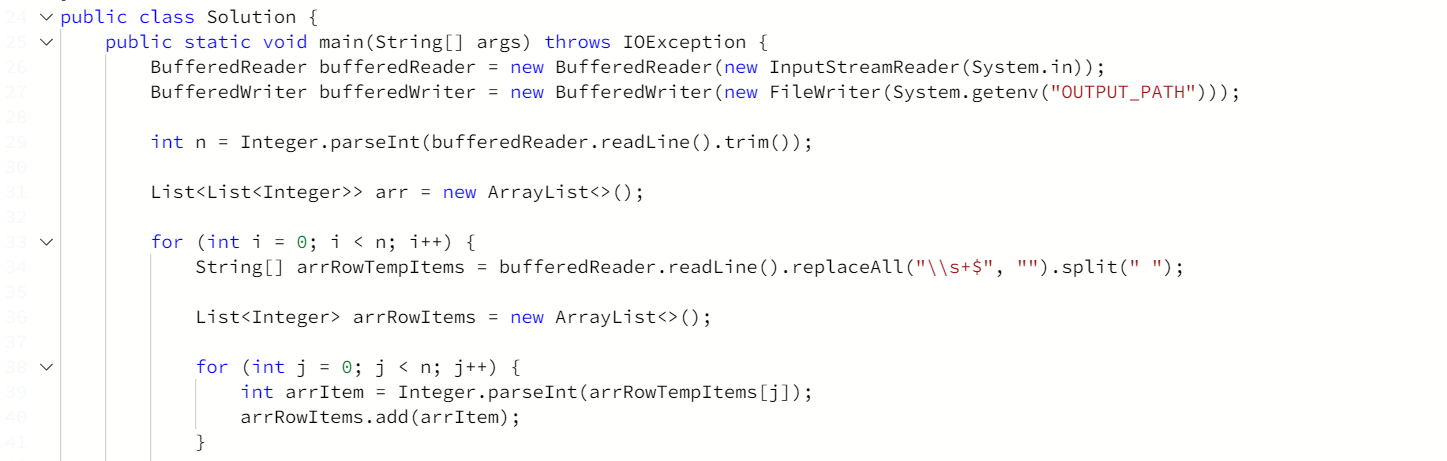 24 public class Solution {
25 public static void main(String[] args) throws IOException {
26 BufferedReader bufferedReader = new BufferedReader(new InputStreamReader(System.in));
27 BufferedWriter bufferedWriter = new BufferedWriter(new FileWriter(System.getenv("OUTPUT_PATH")));
28
29 int n = Integer.parseInt(bufferedReader.readLine().trim());
30
31 List<List<Integer>> arr = new ArrayList<>();
32
33 for (int i = 0; i < n; i++) {
34 String[] arrRowTempItems = bufferedReader.readLine().replaceAll("\\s+$", "").split(" ");
35
36 List<Integer> arrRowItems = new ArrayList<>();
37
38 for (int j = 0; j < n; j++) {
39 int arrItem = Integer.parseInt(arrRowTempItems[j]);
40 arrRowItems.add(arrItem);
41 }